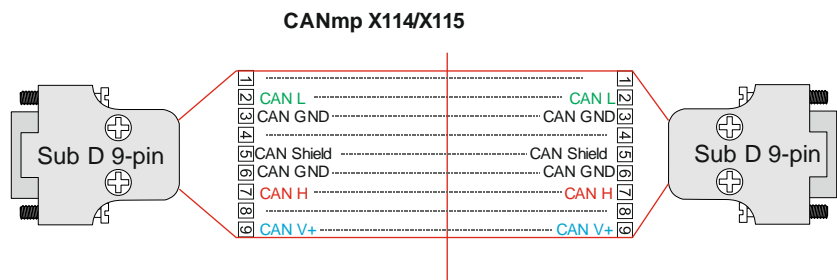 CANmp X114/X115
1 1
2 CAN L CAN L 2
3 CAN GND CAN GND 3
4 4
Sub D 9-pin 5 CAN Shield CAN Shield 5 Sub D 9-pin
6 CAN GND CAN GND 6
7 CAN H CAN H 7
8 8
9 CAN V+ CAN V+ 9